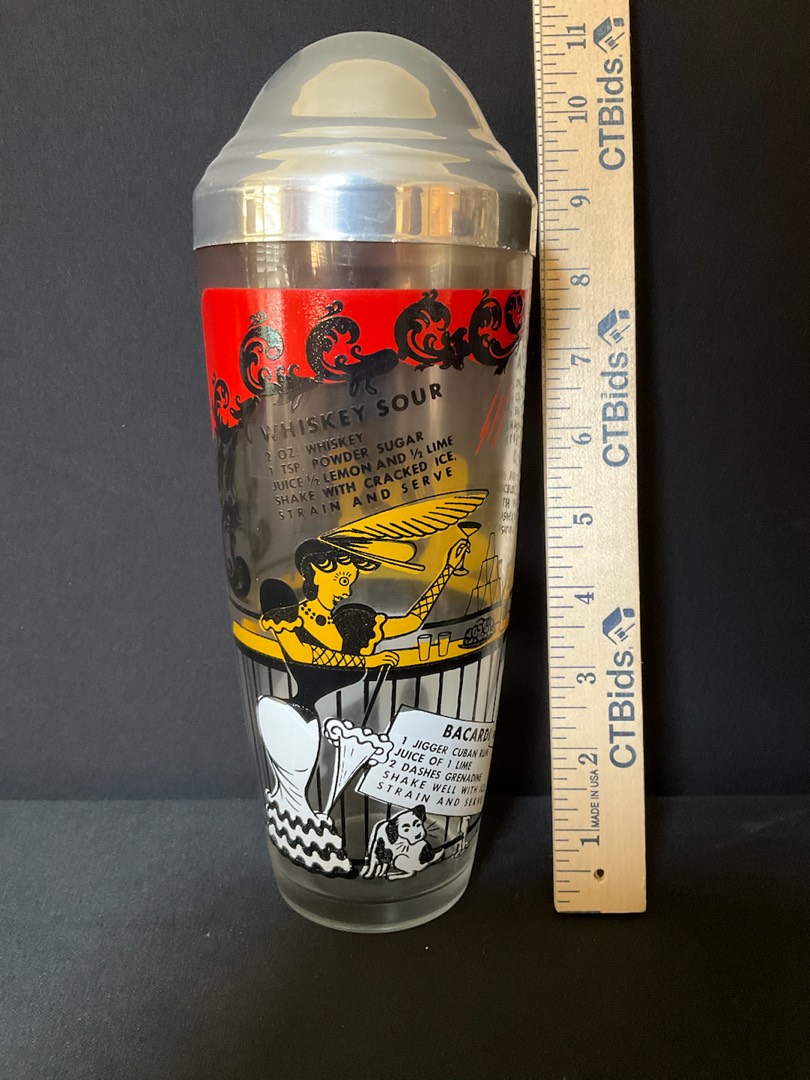 WHISKEY SOUR
2 OZ. WHISKEY
1 TSP. POWDER SUGAR
JUICE ½ LEMON AND ½ LIME
SHAKE WITH CRACKED ICE,
STRAIN AND SERVE
BACARDI
1 JIGGER CUBAN RUM
JUICE OF 1 LIME
2 DASHES GRENADINE
SHAKE WELL WITH ICE
STRAIN AND SERVE
11
10
9
8
7
6
5
4
3
2
1
CTBids
CTBids
CTBids
MADE IN USA